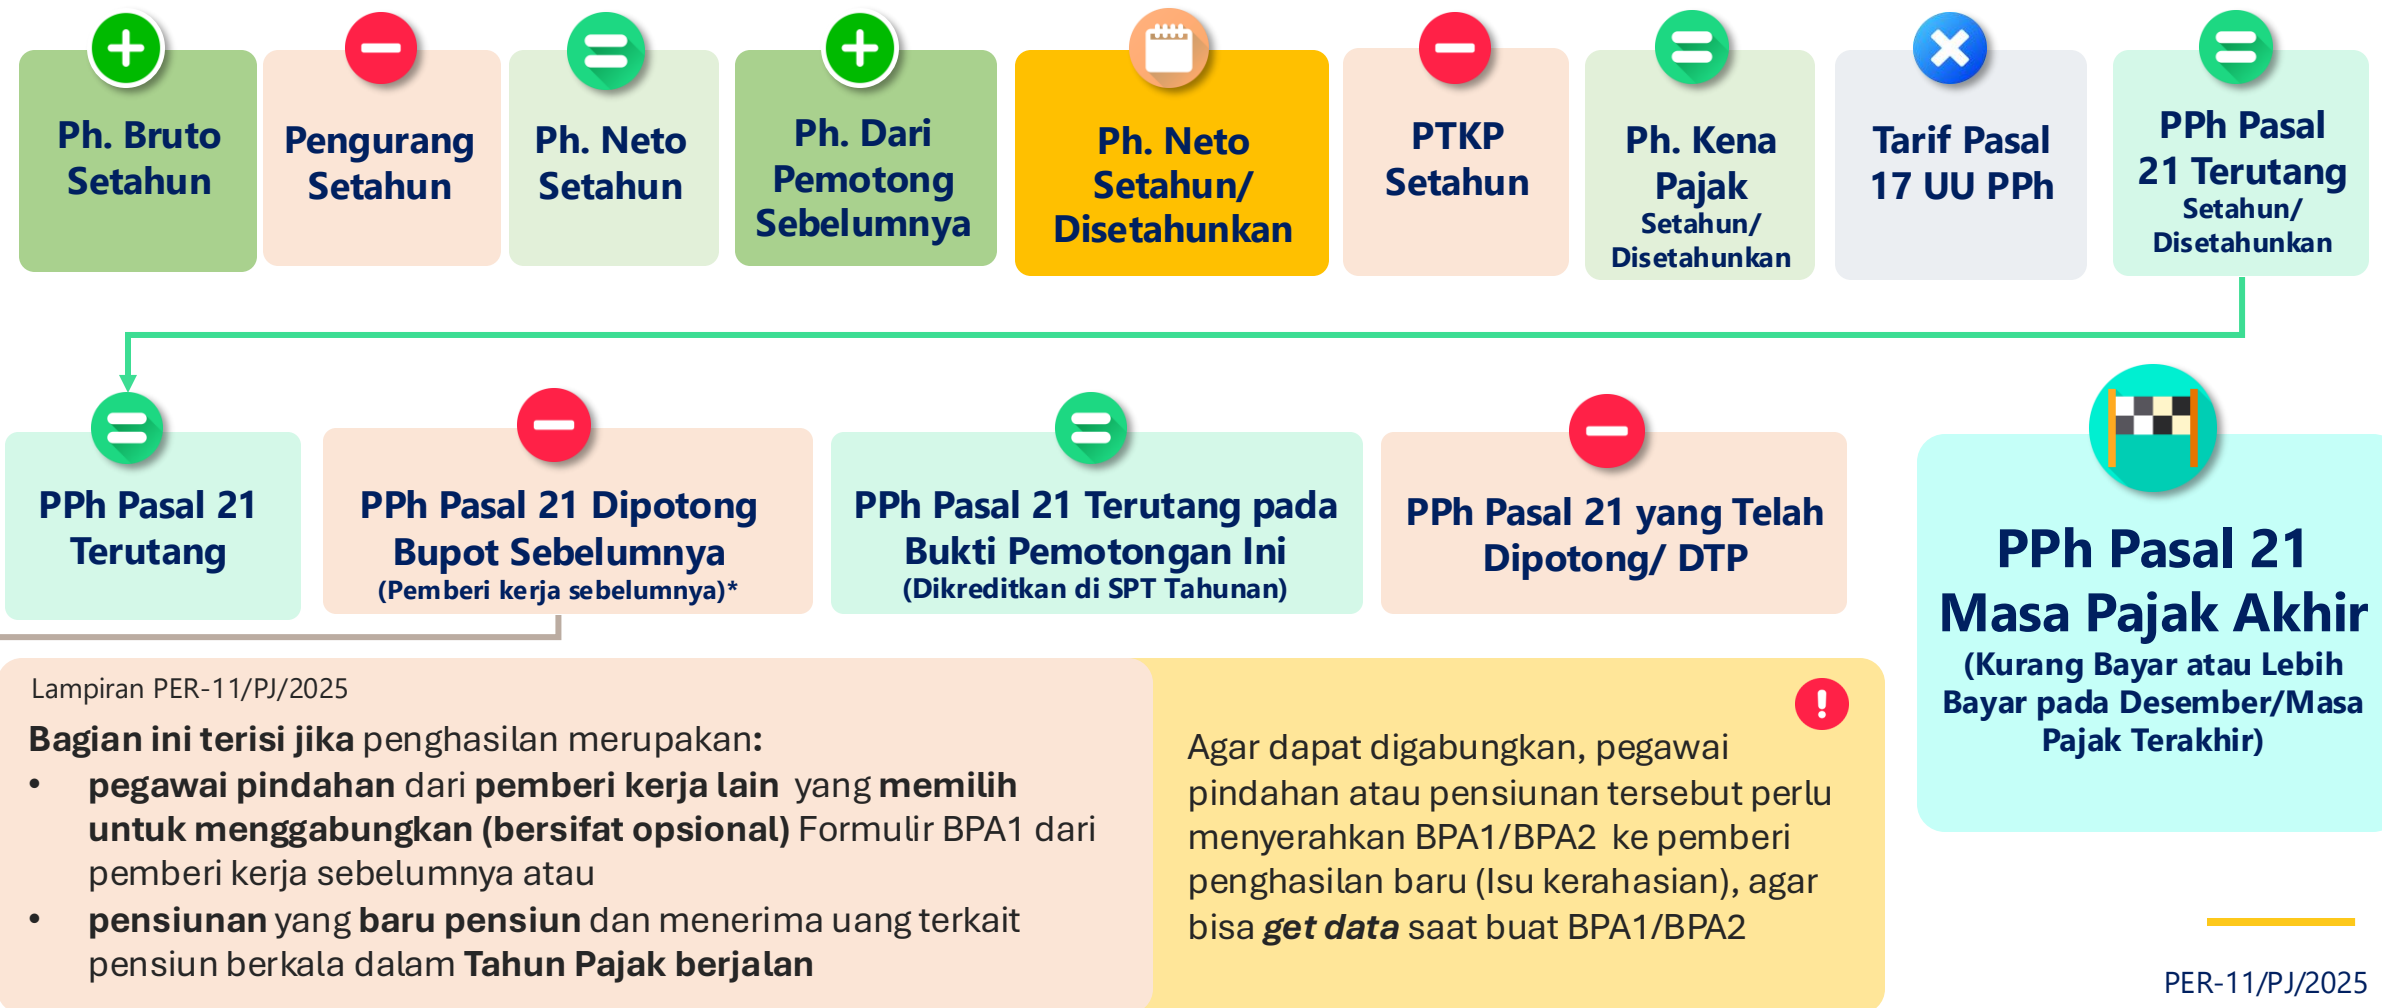 Ph. Bruto
Setahun
Pengurang
Setahun
Ph. Neto
Setahun
Ph. Dari
Pemotong
Sebelumnya
Ph. Neto
Setahun/
Disetahunkan
PTKP
Setahun
Ph. Kena
Pajak
Setahun/
Disetahunkan
Tarif Pasal
17 UU PPh
PPh Pasal
21 Terutang
Setahun/
Disetahunkan
PPh Pasal 21
Terutang
PPh Pasal 21 Dipotong
Bupot Sebelumnya
(Pemberi kerja sebelumnya)*
PPh Pasal 21 Terutang pada
Bukti Pemotongan Ini
(Dikreditkan di SPT Tahunan)
PPh Pasal 21 yang Telah
Dipotong/ DTP
PPh Pasal 21
Masa Pajak Akhir
(Kurang Bayar atau Lebih
Bayar pada Desember/Masa
Pajak Terakhir)
Lampiran PER-11/PJ/2025
Bagian ini terisi jika penghasilan merupakan:
• pegawai pindahan dari pemberi kerja lain yang memilih
untuk menggabungkan (bersifat opsional) Formulir BPA1 dari
pemberi kerja sebelumnya atau
• pensiunan yang baru pensiun dan menerima uang terkait
pensiun berkala dalam Tahun Pajak berjalan
Agar dapat digabungkan, pegawai
pindahan atau pensiunan tersebut perlu
menyerahkan BPA1/BPA2 ke pemberi
penghasilan baru (Isu kerahasian), agar
bisa get data saat buat BPA1/BPA2
PER-11/PJ/2025